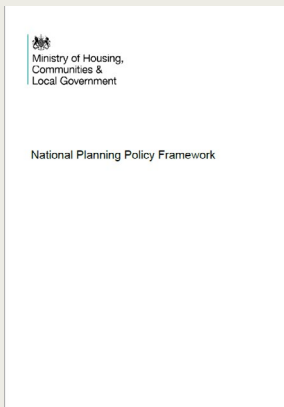 Ministry of Housing,
Communities &
Local Government
National Planning Policy Framework